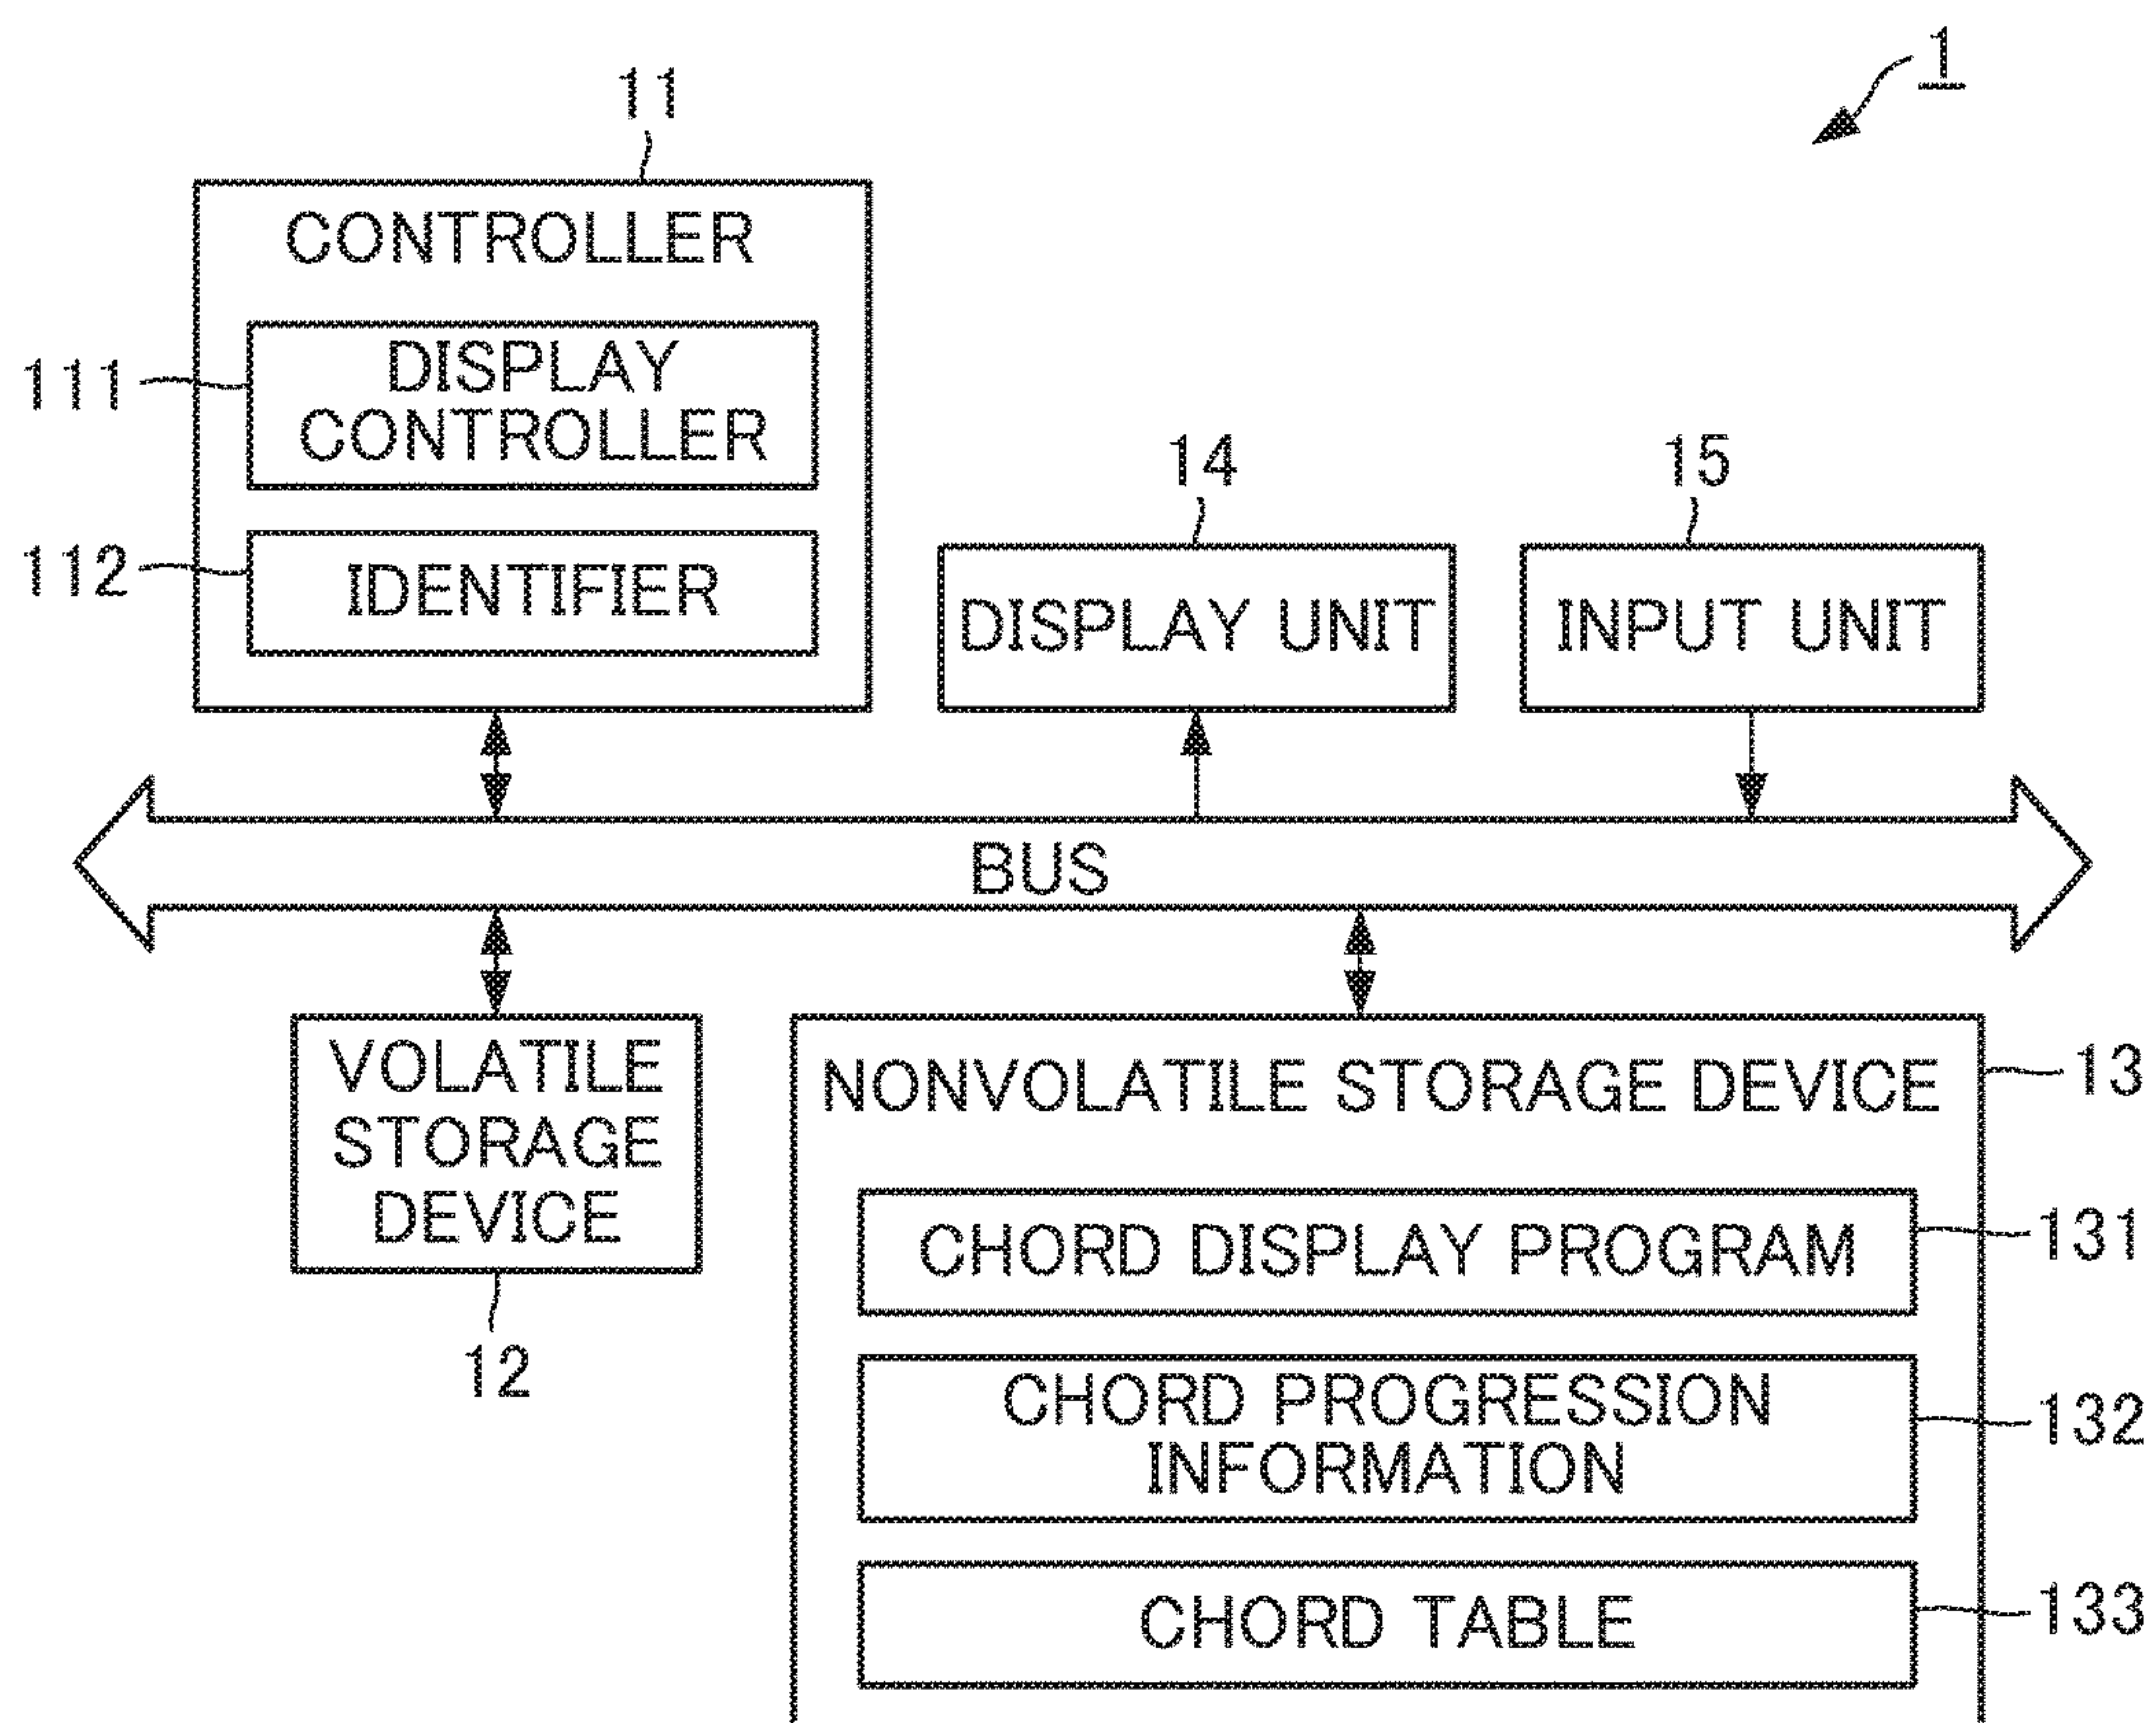 1
11
CONTROLLER
111
DISPLAY
CONTROLLER
112
IDENTIFIER
14
DISPLAY UNIT
15
INPUT UNIT
BUS
VOLATILE
STORAGE
DEVICE
12
NONVOLATILE STORAGE DEVICE
13
CHORD DISPLAY PROGRAM
131
CHORD PROGRESSION
INFORMATION
132
CHORD TABLE
133